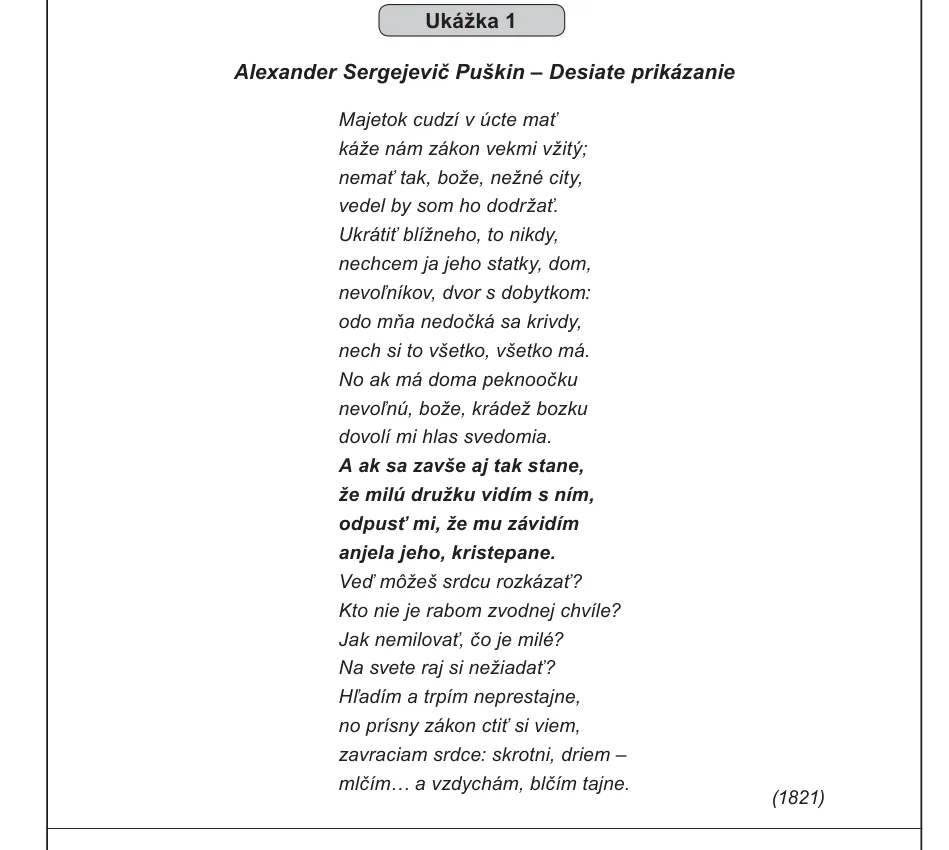 Ukážka 1
Alexander Sergejevič Puškin – Desiate prikázanie
Majetok cudzí v úcte mať
káže nám zákon vekmi vžitý;
nemať tak, bože, nežné city,
vedel by som ho dodržať.
Ukrátiť blížneho, to nikdy,
nechcem ja jeho statky, dom,
nevoľníkov, dvor s dobytkom:
odo mňa nedočká sa krivdy,
nech si to všetko, všetko má.
No ak má doma peknoočku
nevoľnú, bože, krádež bozku
dovolí mi hlas svedomia.
A ak sa zavše aj tak stane,
že milú družku vidím s ním,
odpusť mi, že mu závidím
anjela jeho, kristepane.
Veď môžeš srdcu rozkázať?
Kto nie je rabom zvodnej chvíle?
Jak nemilovať, čo je milé?
Na svete raj si nežiadať?
Hľadím a trpím neprestajne,
no prísny zákon ctiť si viem,
zavraciam srdce: skrotni, driem –
mlčím… a vzdychám, blčím tajne.
(1821)